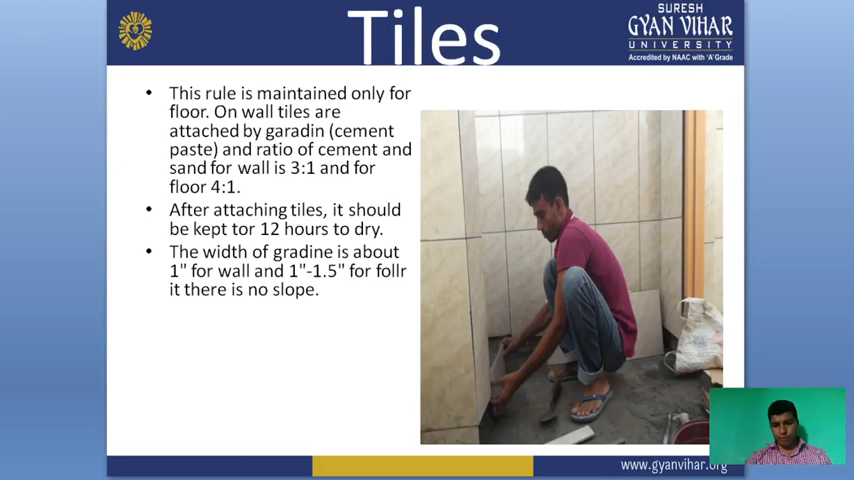 Tiles
SURESH
GYAN VIHAR
UNIVERSITY
Accredited by NAAC with 'A' Grade
• This rule is maintained only for
floor. On wall tiles are
attached by garadin (cement
paste) and ratio of cement and
sand for wall is 3:1 and for
floor 4:1.
• After attaching tiles, it should
be kept tor 12 hours to dry.
• The width of gradine is about
1" for wall and 1"-1.5" for follr
it there is no slope.
www.gyanvihar.org